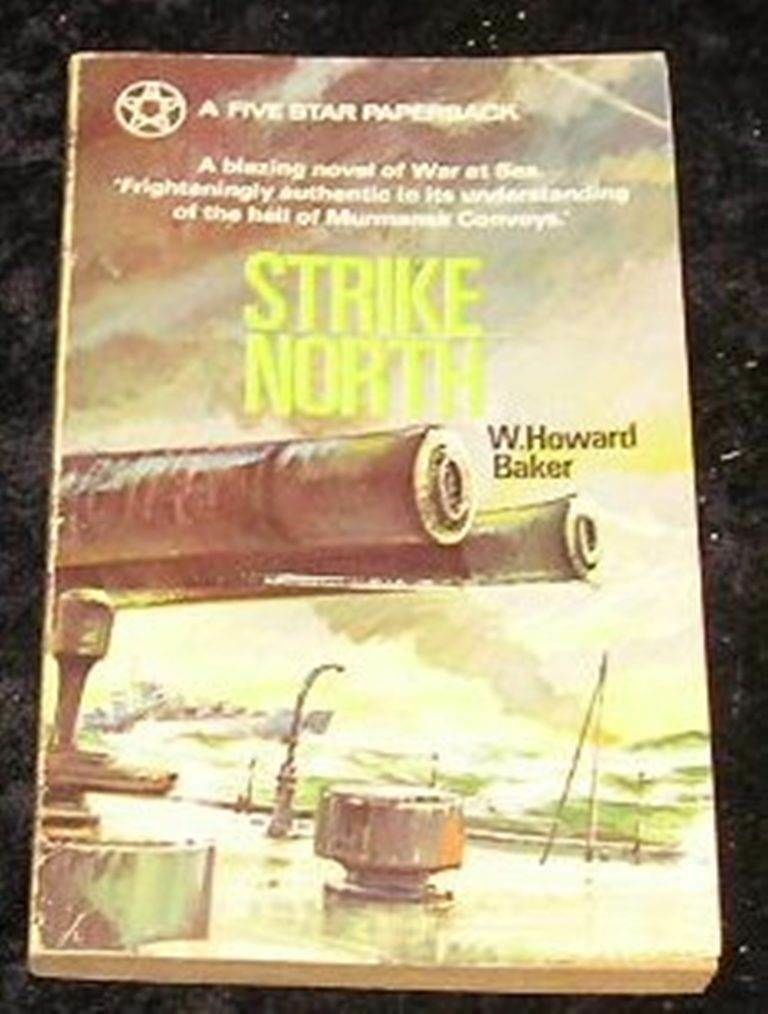 A FIVE STAR PAPERBACK
A blazing novel of War at Sea.
'Frighteningly authentic in its understanding
of the hell of Murmansk Convoys.'
STRIKE
NORTH
W.Howard
Baker